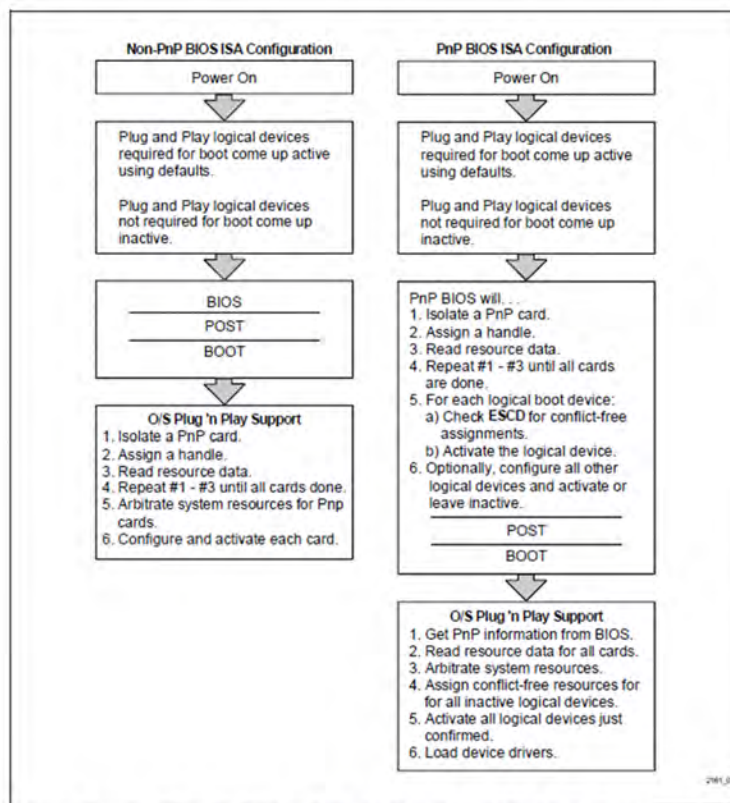 Non-PnP BIOS ISA Configuration
Power On
Plug and Play logical devices
required for boot come up active
using defaults.
Plug and Play logical devices
not required for boot come up
inactive.
BIOS
POST
BOOT
O/S Plug 'n Play Support
1. Isolate a PnP card.
2. Assign a handle.
3. Read resource data.
4. Repeat #1 - #3 until all cards done.
5. Arbitrate system resources for Pnp
cards.
6. Configure and activate each card.
PnP BIOS ISA Configuration
Power On
Plug and Play logical devices
required for boot come up active
using defaults.
Plug and Play logical devices
not required for boot come up
inactive.
PnP BIOS will. . .
1. Isolate a PnP card.
2. Assign a handle.
3. Read resource data.
4. Repeat #1 - #3 until all cards
are done.
5. For each logical boot device:
a) Check ESCD for conflict-free
assignments.
b) Activate the logical device.
6. Optionally, configure all other
logical devices and activate or
leave inactive.
POST
BOOT
O/S Plug 'n Play Support
1. Get PnP information from BIOS.
2. Read resource data for all cards.
3. Arbitrate system resources.
4. Assign conflict-free resources for
for all inactive logical devices.
5. Activate all logical devices just
confirmed.
6. Load device drivers.